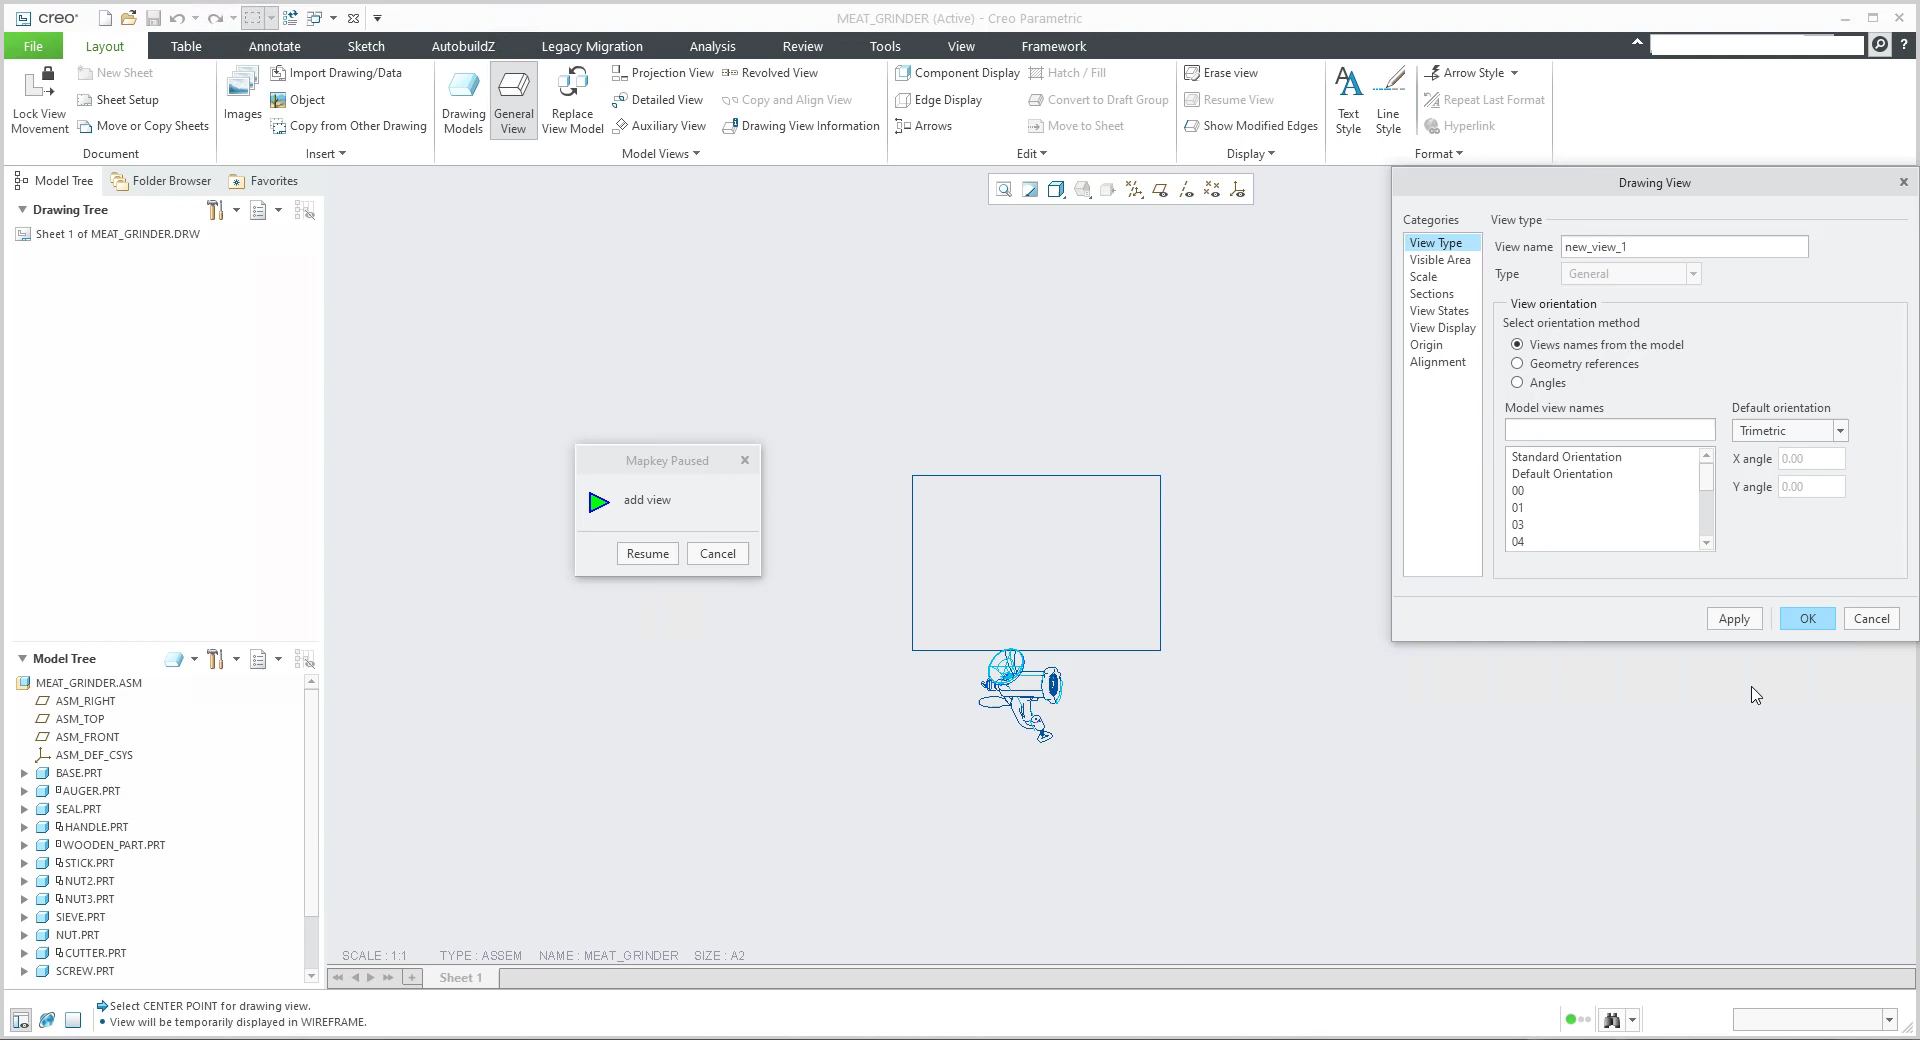 creo
MEAT_GRINDER (Active) - Creo Parametric
File
Layout
Table
Annotate
Sketch
AutobuildZ
Legacy Migration
Analysis
Review
Tools
View
Framework
Lock View Movement
New Sheet
Sheet Setup
Move or Copy Sheets
Document
Images
Import Drawing/Data
Object
Copy from Other Drawing
Insert
Drawing Models
General View
Replace View Model
Projection View
Detailed View
Auxiliary View
Revolved View
Copy and Align View
Drawing View Information
Model Views
Component Display
Edge Display
Arrows
Hatch / Fill
Convert to Draft Group
Move to Sheet
Edit
Erase view
Resume View
Show Modified Edges
Display
Text Style
Line Style
Arrow Style
Repeat Last Format
Hyperlink
Format
Model Tree
Folder Browser
Favorites
Drawing Tree
Sheet 1 of MEAT_GRINDER.DRW
Model Tree
MEAT_GRINDER.ASM
ASM_RIGHT
ASM_TOP
ASM_FRONT
ASM_DEF_CSYS
BASE.PRT
AUGER.PRT
SEAL.PRT
HANDLE.PRT
WOODEN_PART.PRT
STICK.PRT
NUT2.PRT
NUT3.PRT
SIEVE.PRT
NUT.PRT
CUTTER.PRT
SCREW.PRT
Mapkey Paused
add view
Resume
Cancel
Drawing View
Categories
View Type
Visible Area
Scale
Sections
View States
View Display
Origin
Alignment
View type
View name new_view_1
Type General
View orientation
Select orientation method
Views names from the model
Geometry references
Angles
Model view names
Standard Orientation
Default Orientation
00
01
03
04
Default orientation
Trimetric
X angle 0.00
Y angle 0.00
Apply
OK
Cancel
SCALE : 1:1 TYPE : ASSEM NAME : MEAT_GRINDER SIZE : A2
Sheet 1
Select CENTER POINT for drawing view.
View will be temporarily displayed in WIREFRAME.